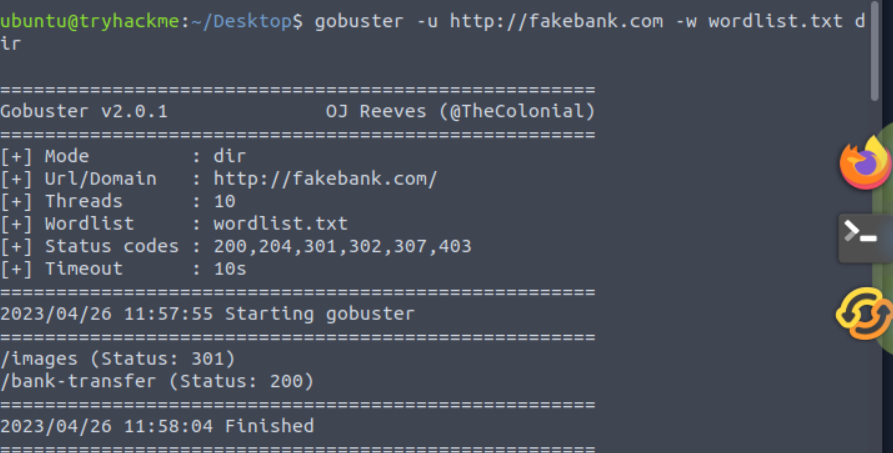 ubuntu@tryhackme:~/Desktop$ gobuster -u http://fakebank.com -w wordlist.txt d
ir
=====================================================
Gobuster v2.0.1              OJ Reeves (@TheColonial)
=====================================================
[+] Mode         : dir
[+] Url/Domain   : http://fakebank.com/
[+] Threads      : 10
[+] Wordlist     : wordlist.txt
[+] Status codes : 200,204,301,302,307,403
[+] Timeout      : 10s
=====================================================
2023/04/26 11:57:55 Starting gobuster
=====================================================
/images (Status: 301)
/bank-transfer (Status: 200)
=====================================================
2023/04/26 11:58:04 Finished
=====================================================